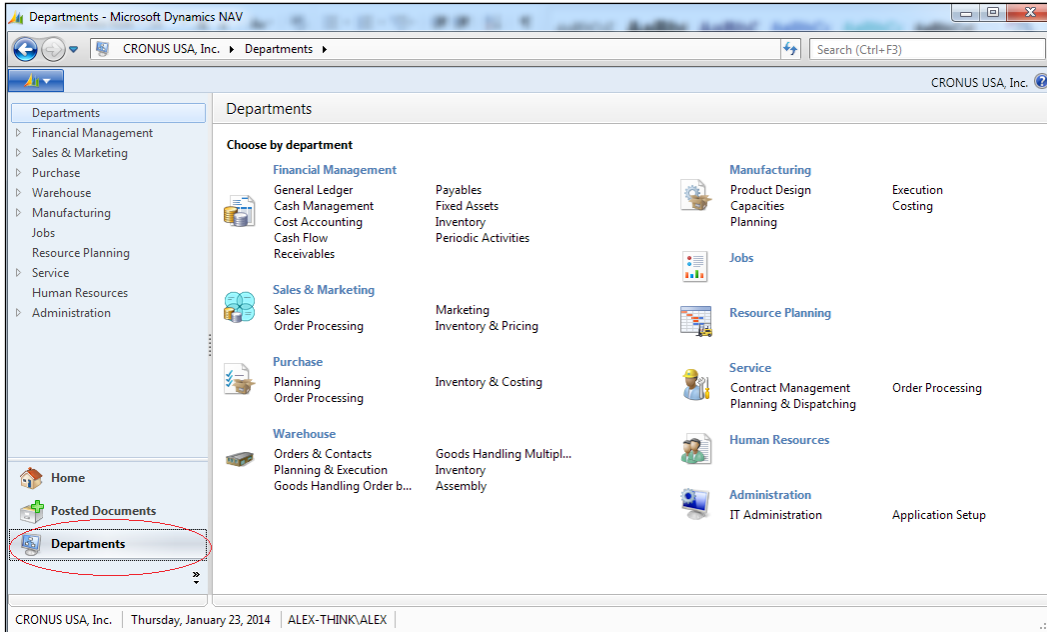 Departments - Microsoft Dynamics NAV
CRONUS USA, Inc. Departments
Search (Ctrl+F3)
CRONUS USA, Inc.
Departments
Financial Management
Sales & Marketing
Purchase
Warehouse
Manufacturing
Jobs
Resource Planning
Service
Human Resources
Administration
Home
Posted Documents
Departments
Departments
Choose by department
Financial Management
General Ledger Payables
Cash Management Fixed Assets
Cost Accounting Inventory
Cash Flow Periodic Activities
Receivables
Sales & Marketing
Sales Marketing
Order Processing Inventory & Pricing
Purchase
Planning Inventory & Costing
Order Processing
Warehouse
Orders & Contacts Goods Handling Multipl...
Planning & Execution Inventory
Goods Handling Order b... Assembly
Manufacturing
Product Design Execution
Capacities Costing
Planning
Jobs
Resource Planning
Service
Contract Management Order Processing
Planning & Dispatching
Human Resources
Administration
IT Administration Application Setup
CRONUS USA, Inc. Thursday, January 23, 2014 ALEX-THINK\ALEX